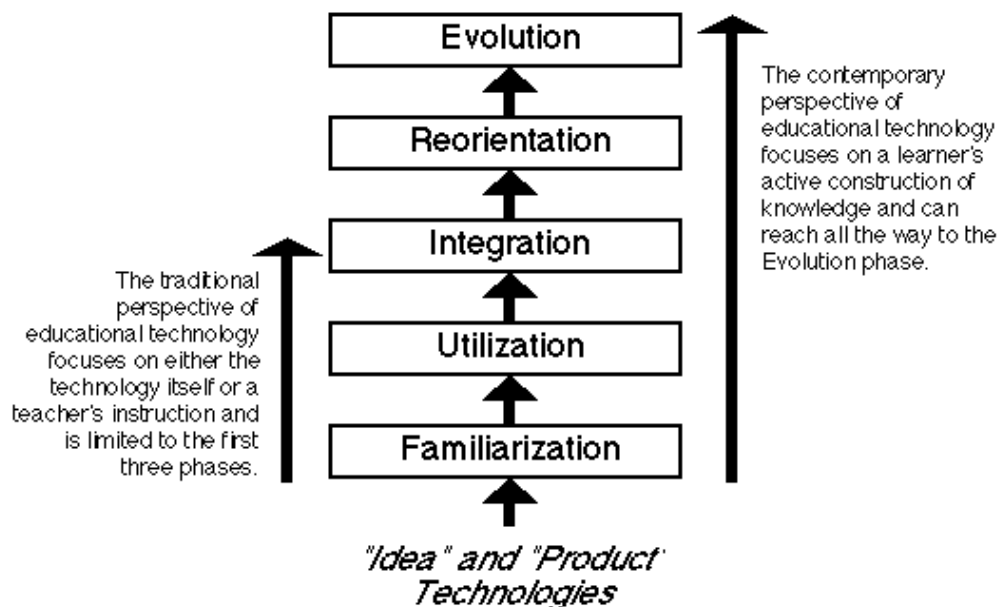 Evolution
Reorientation
Integration
Utilization
Familiarization
"Idea" and "Product"
Technologies
The traditional
perspective of
educational technology
focuses on either the
technology itself or a
teacher's instruction and
is limited to the first
three phases.
The contemporary
perspective of
educational technology
focuses on a learner's
active construction of
knowledge and can
reach all the way to the
Evolution phase.